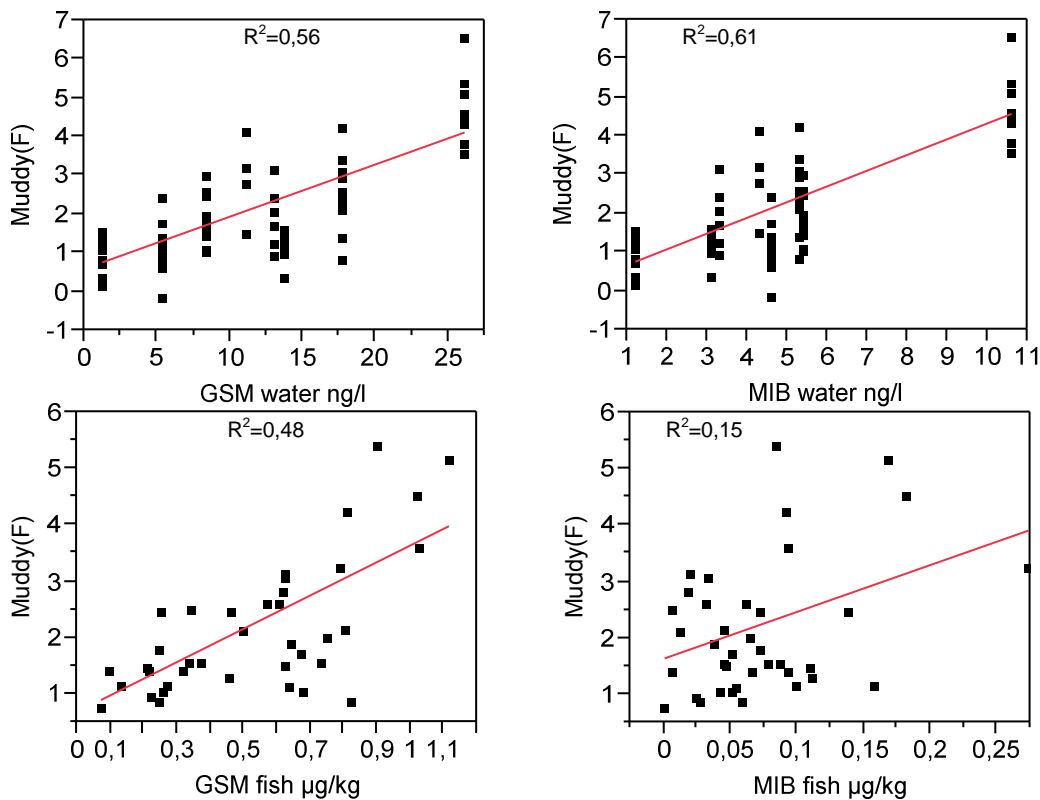 R²=0,56
7
6
5
4
3
2
1
0
-1
Muddy(F)
0 5 10 15 20 25
GSM water ng/l
R²=0,61
7
6
5
4
3
2
1
0
-1
Muddy(F)
1 2 3 4 5 6 7 8 9 10 11
MIB water ng/l
R²=0,48
6
5
4
3
2
1
Muddy(F)
0 0,1 0,3 0,5 0,7 0,9 1,1
GSM fish µg/kg
R²=0,15
6
5
4
3
2
1
Muddy(F)
0 0,05 0,1 0,15 0,2 0,25
MIB fish µg/kg